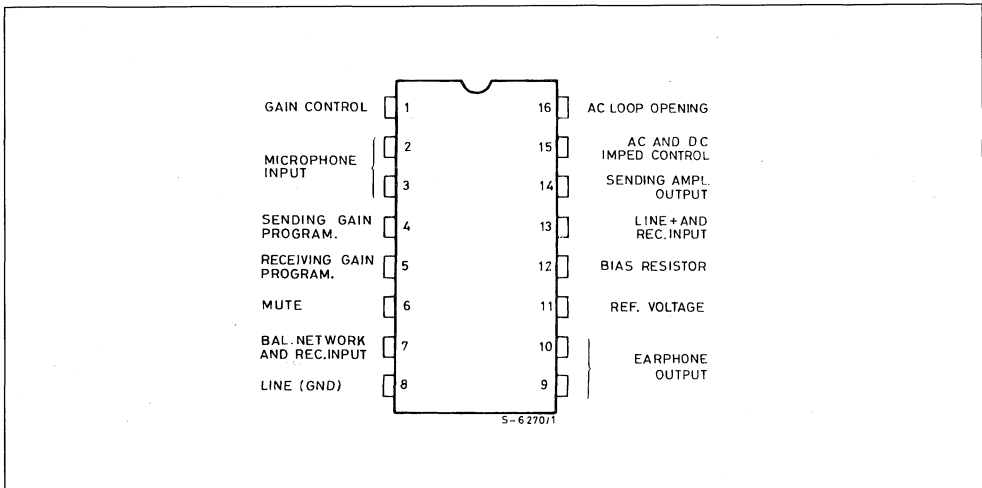 GAIN CONTROL 1
16 AC LOOP OPENING
MICROPHONE
INPUT
2
3
15 AC AND DC
IMPED CONTROL
14 SENDING AMPL.
OUTPUT
SENDING GAIN
PROGRAM.
4
13 LINE+AND
REC.INPUT
RECEIVING GAIN
PROGRAM.
5
12 BIAS RESISTOR
MUTE 6
11 REF. VOLTAGE
BAL.NETWORK
AND REC.INPUT
7
10
9
EARPHONE
OUTPUT
LINE (GND) 8
S-6270/1